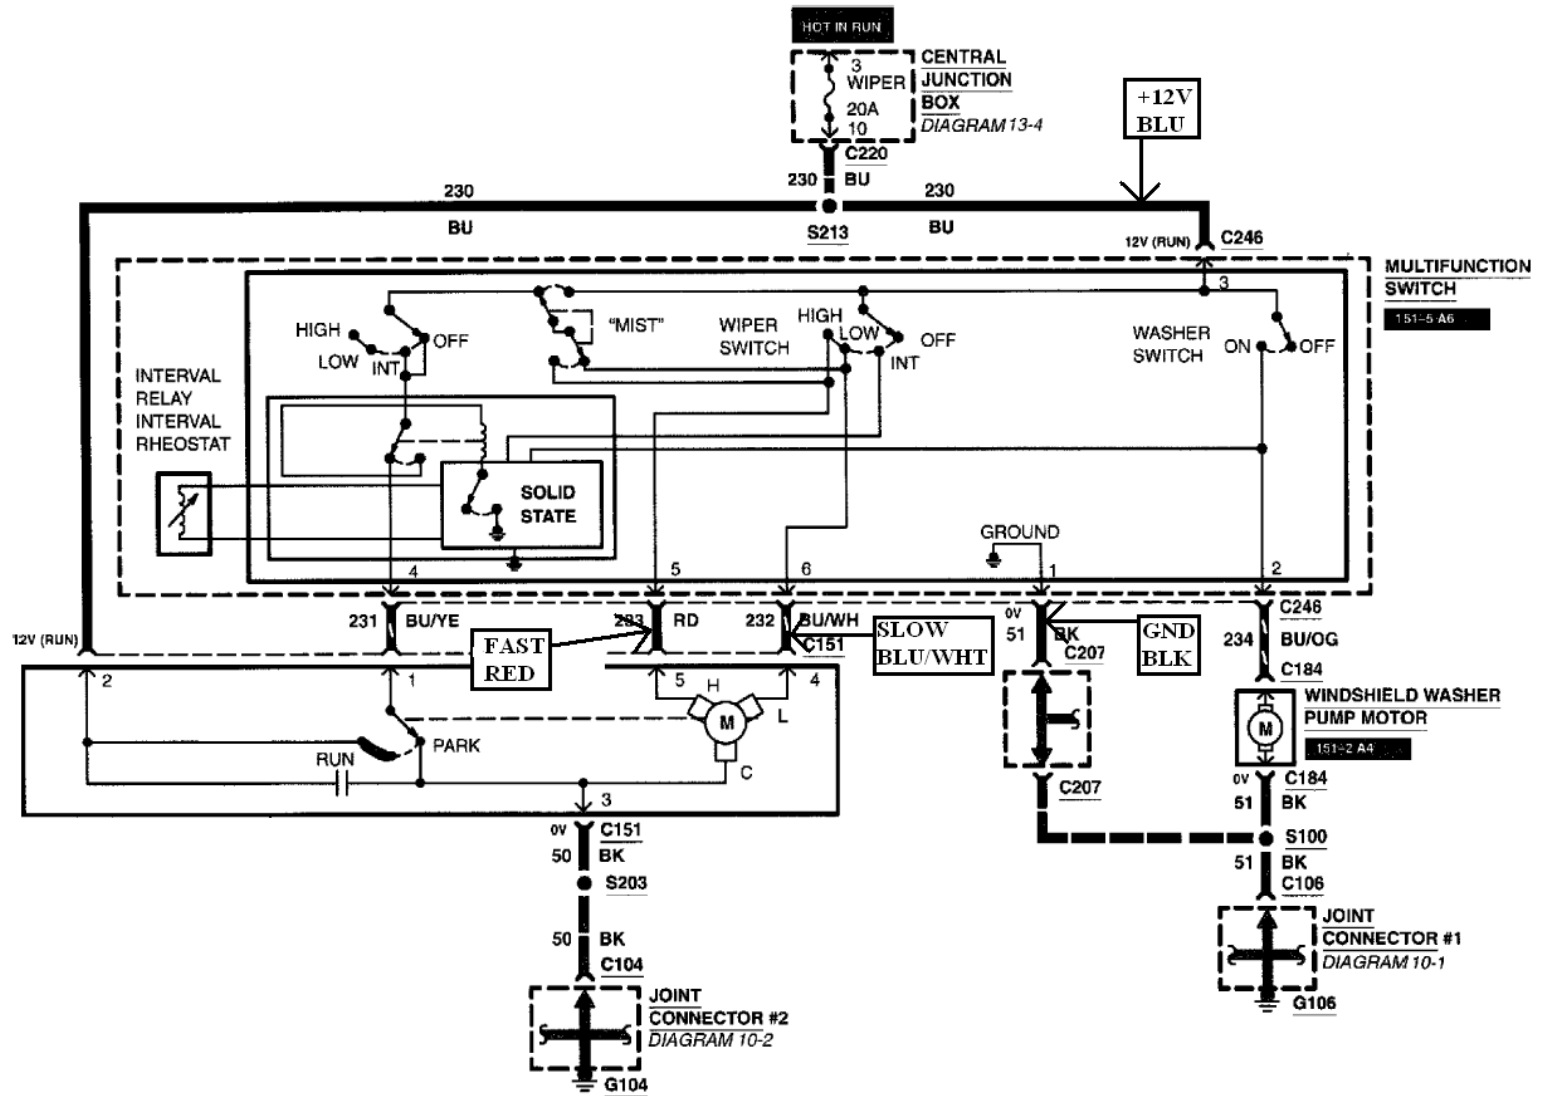 HOT IN RUN
3
WIPER
20A
10
CENTRAL
JUNCTION
BOX
DIAGRAM 13-4
+12V
BLU
C220
230 BU
230
BU
230
BU
S213
12V (RUN)
C246
3
MULTIFUNCTION
SWITCH
151-5 A6
HIGH
LOW
INT
OFF
"MIST"
WIPER
SWITCH
HIGH
LOW
INT
OFF
WASHER
SWITCH
ON
OFF
INTERVAL
RELAY
INTERVAL
RHEOSTAT
SOLID
STATE
GROUND
4
5
6
1
2
12V (RUN)
231
BU/YE
FAST
RED
233
RD
232
BU/WH
C151
SLOW
BLU/WHT
0V
51
BK
C207
GND
BLK
C246
234
BU/OG
C184
2
1
5
4
H
L
M
C
RUN
PARK
3
C207
M
WINDSHIELD WASHER
PUMP MOTOR
151-2 A4
0V
C184
51
BK
S100
51
BK
C106
JOINT
CONNECTOR #1
DIAGRAM 10-1
G106
0V
C151
50
BK
S203
50
BK
C104
JOINT
CONNECTOR #2
DIAGRAM 10-2
G104